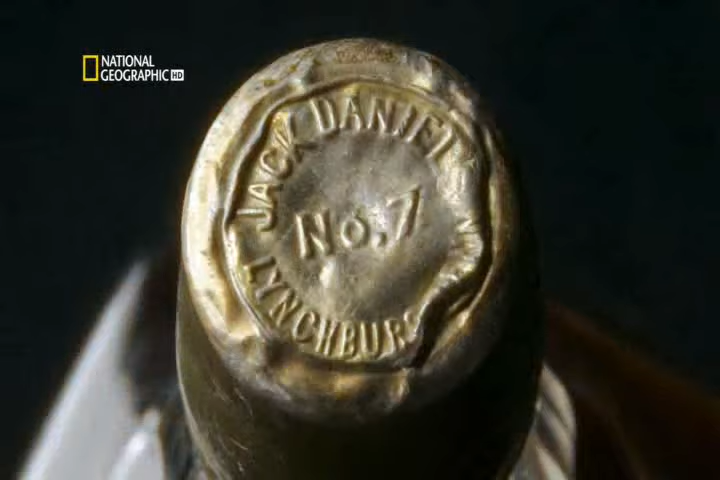 NATIONAL
GEOGRAPHIC HD
JACK DANIEL
No.7
LYNCHBURG